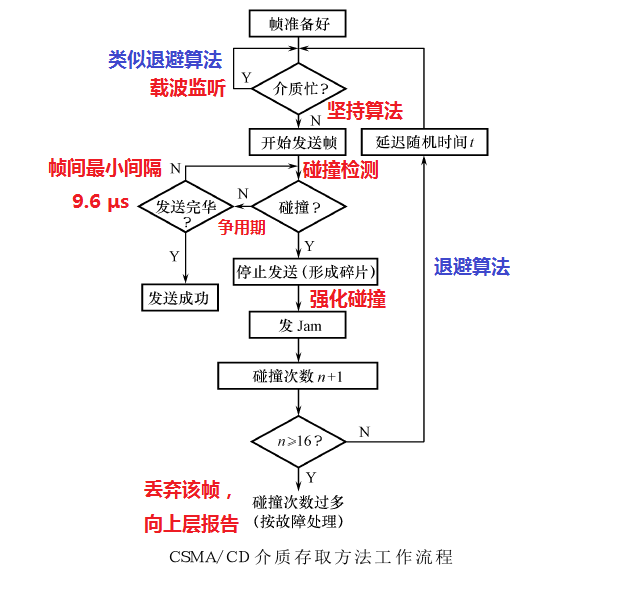 帧准备好
类似退避算法
Y
载波监听
介质忙?
坚持算法
N
开始发送帧
延迟随机时间 t
帧间最小间隔
N
碰撞检测
9.6 μs
发送完华
?
N
碰撞?
争用期
Y
Y
停止发送(形成碎片)
退避算法
发送成功
强化碰撞
发 Jam
碰撞次数 n+1
n≥16?
N
Y
丢弃该帧,
碰撞次数过多
向上层报告
(按故障处理)
CSMA/CD 介质存取方法工作流程